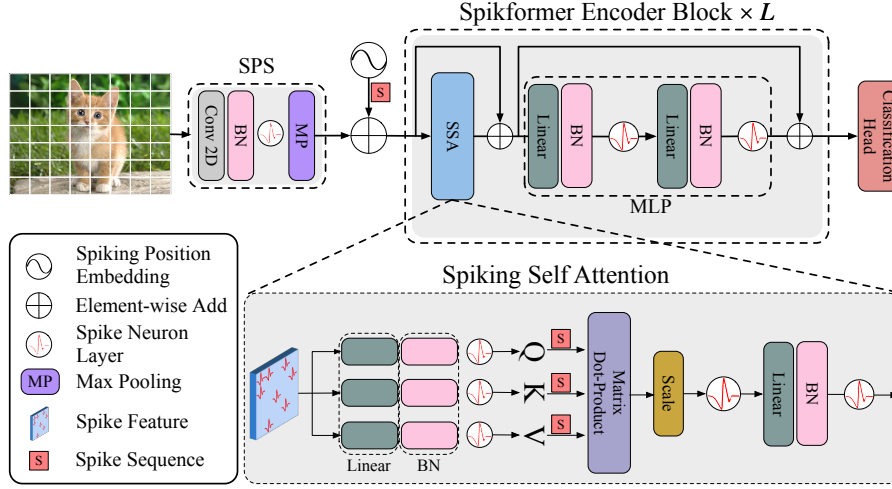 Spikformer Encoder Block × L
SPS
S
Conv 2D
BN
MP
SSA
Linear
BN
Linear
BN
MLP
Classification
Head
Spiking Position
Embedding
Element-wise Add
Spike Neuron
Layer
MP
Max Pooling
Spike Feature
S
Spike Sequence
Spiking Self Attention
Linear
BN
Q
K
V
S
S
S
Matrix
Dot-Product
Scale
Linear
BN